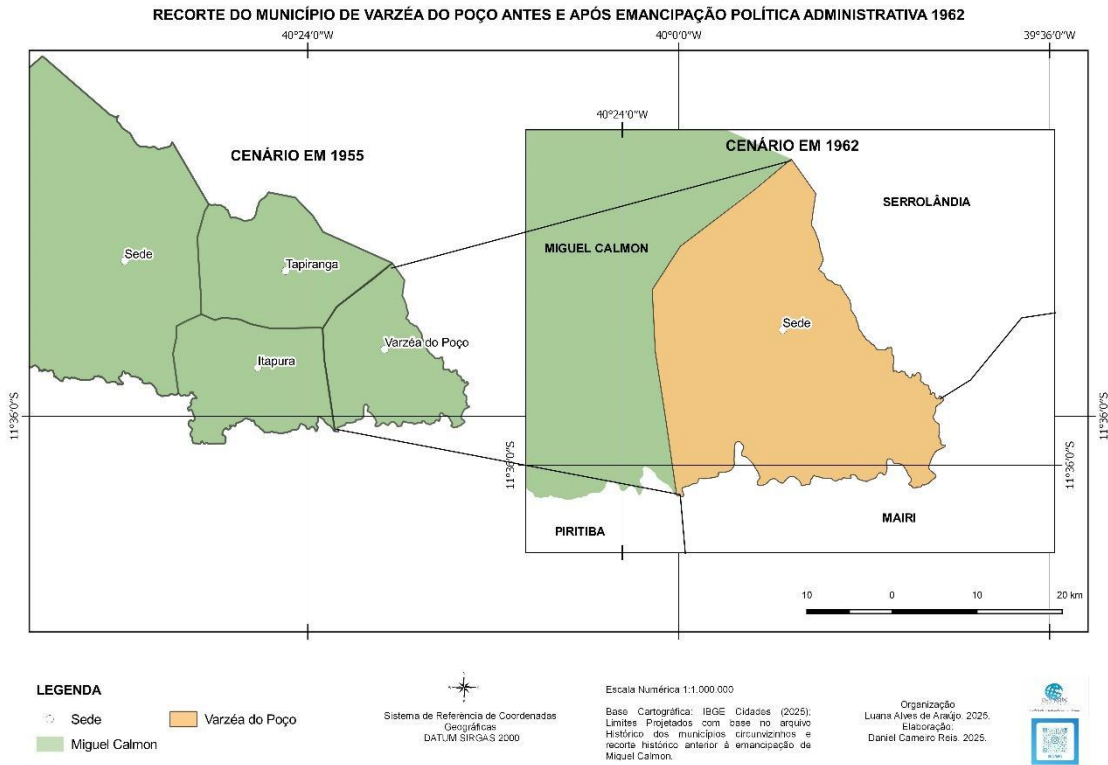 RECORTE DO MUNICÍPIO DE VARZÉA DO POÇO ANTES E APÓS EMANCIPAÇÃO POLÍTICA ADMINISTRATIVA 1962
40°24'0"W
40°0'0"W
39°36'0"W
40°24'0"W
CENÁRIO EM 1955
CENÁRIO EM 1962
SERROLÂNDIA
MIGUEL CALMON
Sede
Tapiranga
Sede
Varzéa do Poço
Itapura
11°36'0"S
11°36'0"S
11°36'0"S
PIRITIBA
MAIRI
10 0 10 20 km
LEGENDA
Sede
Varzéa do Poço
Miguel Calmon
Sistema de Referência de Coordenadas
Geográficas
DATUM SIRGAS 2000
Escala Numérica 1:1.000.000
Base Cartográfica: IBGE Cidades (2025);
Limites Projetados com base no arquivo
Histórico dos municípios circunvizinhos e
recorte histórico anterior à emancipação de
Miguel Calmon.
Organização
Luana Alves de Araújo. 2025.
Elaboração:
Daniel Carneiro Reis. 2025.